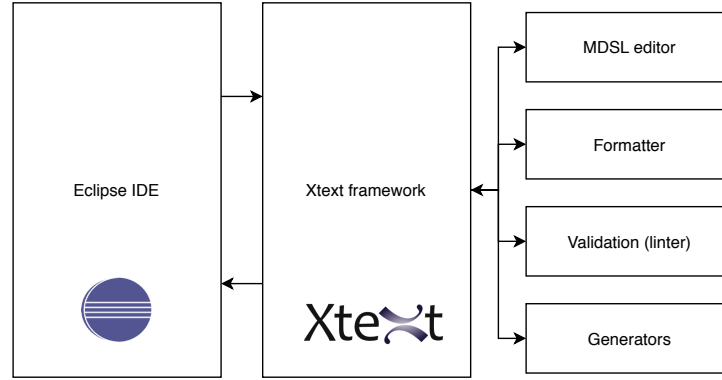 Eclipse IDE
Xtext framework
Xtext
MDSL editor
Formatter
Validation (linter)
Generators